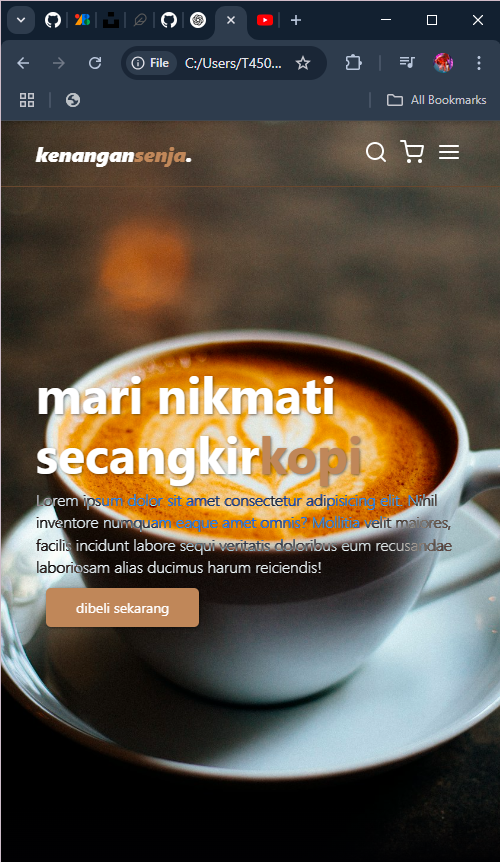 File
C:/Users/T450...
All Bookmarks
kenangansenja.
mari nikmati
secangkirkopi
Lorem ipsum dolor sit amet consectetur adipisicing elit. Nihil
inventore numquam eaque amet omnis? Mollitia velit maiores,
facilis incidunt labore sequi veritatis doloribus eum recusandae
laboriosam alias ducimus harum reiciendis!
dibeli sekarang